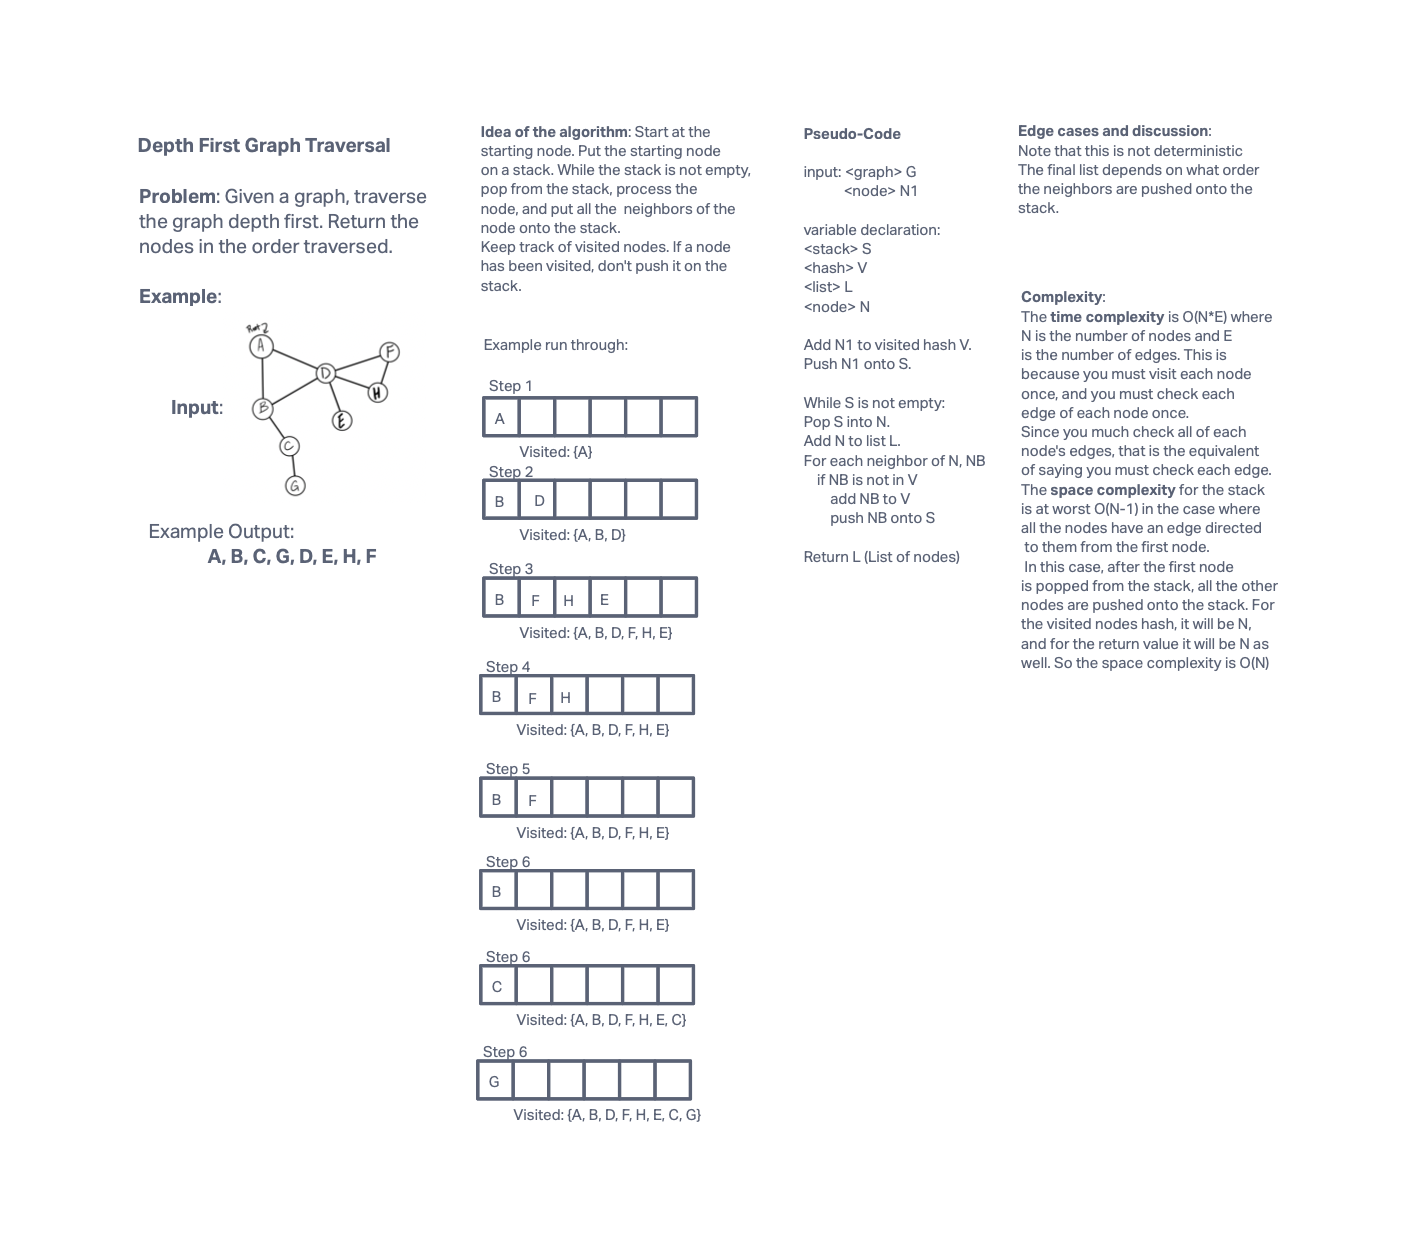 Depth First Graph Traversal
Problem: Given a graph, traverse
the graph depth first. Return the
nodes in the order traversed.
Example:
Root
A
F
D
H
Input:
B
E
C
G
Example Output:
A, B, C, G, D, E, H, F
Idea of the algorithm: Start at the
starting node. Put the starting node
on a stack. While the stack is not empty,
pop from the stack, process the
node, and put all the neighbors of the
node onto the stack.
Keep track of visited nodes. If a node
has been visited, don't push it on the
stack.
Example run through:
Step 1
A
Visited: {A}
Step 2
B D
Visited: {A, B, D}
Step 3
B F H E
Visited: {A, B, D, F, H, E}
Step 4
B F H
Visited: {A, B, D, F, H, E}
Step 5
B F
Visited: {A, B, D, F, H, E}
Step 6
B
Visited: {A, B, D, F, H, E}
Step 6
C
Visited: {A, B, D, F, H, E, C}
Step 6
G
Visited: {A, B, D, F, H, E, C, G}
Pseudo-Code
input: <graph> G
<node> N1
variable declaration:
<stack> S
<hash> V
<list> L
<node> N
Add N1 to visited hash V.
Push N1 onto S.
While S is not empty:
Pop S into N.
Add N to list L.
For each neighbor of N, NB
if NB is not in V
add NB to V
push NB onto S
Return L (List of nodes)
Edge cases and discussion:
Note that this is not deterministic
The final list depends on what order
the neighbors are pushed onto the
stack.
Complexity:
The time complexity is O(N*E) where
N is the number of nodes and E
is the number of edges. This is
because you must visit each node
once, and you must check each
edge of each node once.
Since you much check all of each
node's edges, that is the equivalent
of saying you must check each edge.
The space complexity for the stack
is at worst O(N-1) in the case where
all the nodes have an edge directed
to them from the first node.
In this case, after the first node
is popped from the stack, all the other
nodes are pushed onto the stack. For
the visited nodes hash, it will be N,
and for the return value it will be N as
well. So the space complexity is O(N)